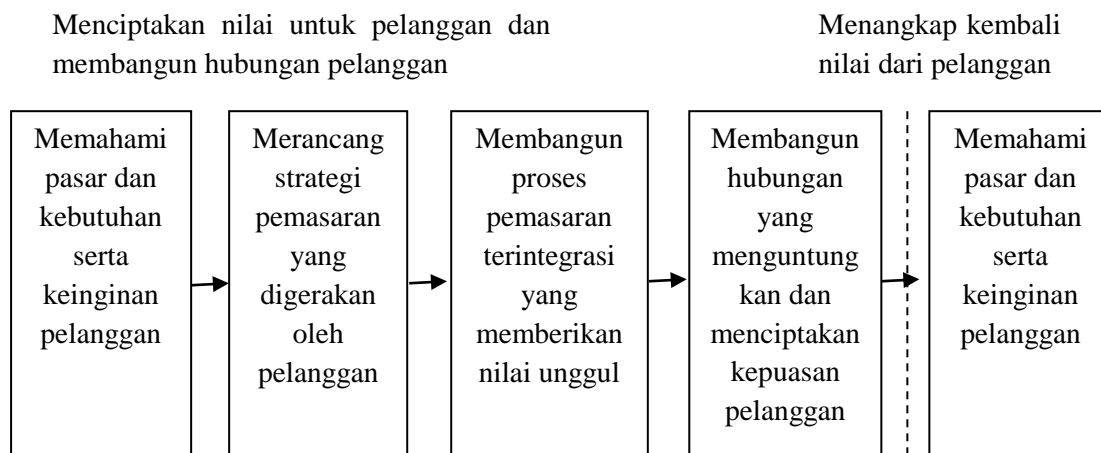 Menciptakan nilai untuk pelanggan dan
membangun hubungan pelanggan
Menangkap kembali
nilai dari pelanggan
Memahami
pasar dan
kebutuhan
serta
keinginan
pelanggan
Merancang
strategi
pemasaran
yang
digerakan
oleh
pelanggan
Membangun
proses
pemasaran
terintegrasi
yang
memberikan
nilai unggul
Membangun
hubungan
yang
menguntung
kan dan
menciptakan
kepuasan
pelanggan
Memahami
pasar dan
kebutuhan
serta
keinginan
pelanggan